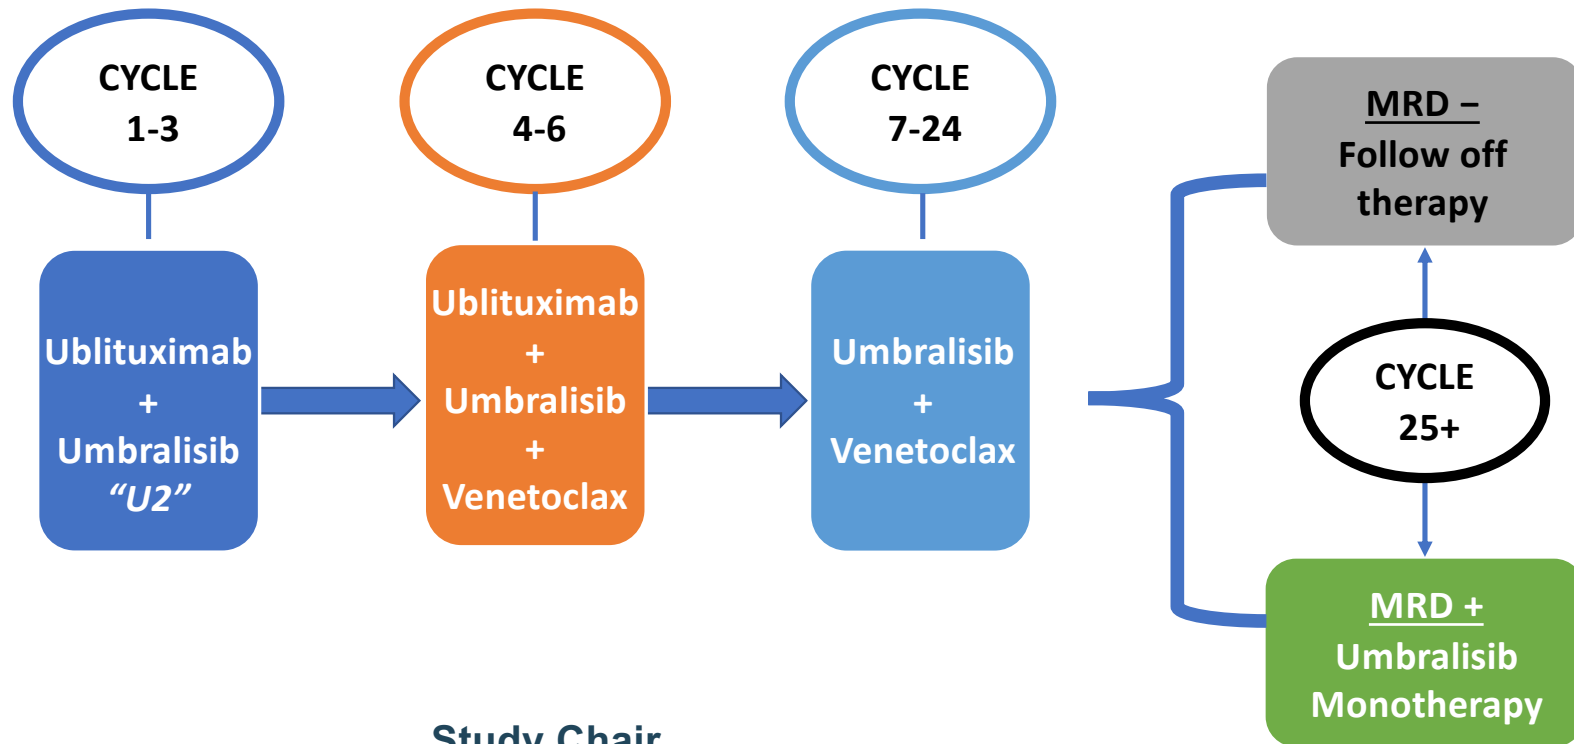 CYCLE
1-3
Ublituximab
+
Umbralisib
“U2”
CYCLE
4-6
Ublituximab
+
Umbralisib
+
Venetoclax
CYCLE
7-24
Umbralisib
+
Venetoclax
MRD –
Follow off
therapy
CYCLE
25+
MRD +
Umbralisib
Monotherapy
Study Chair